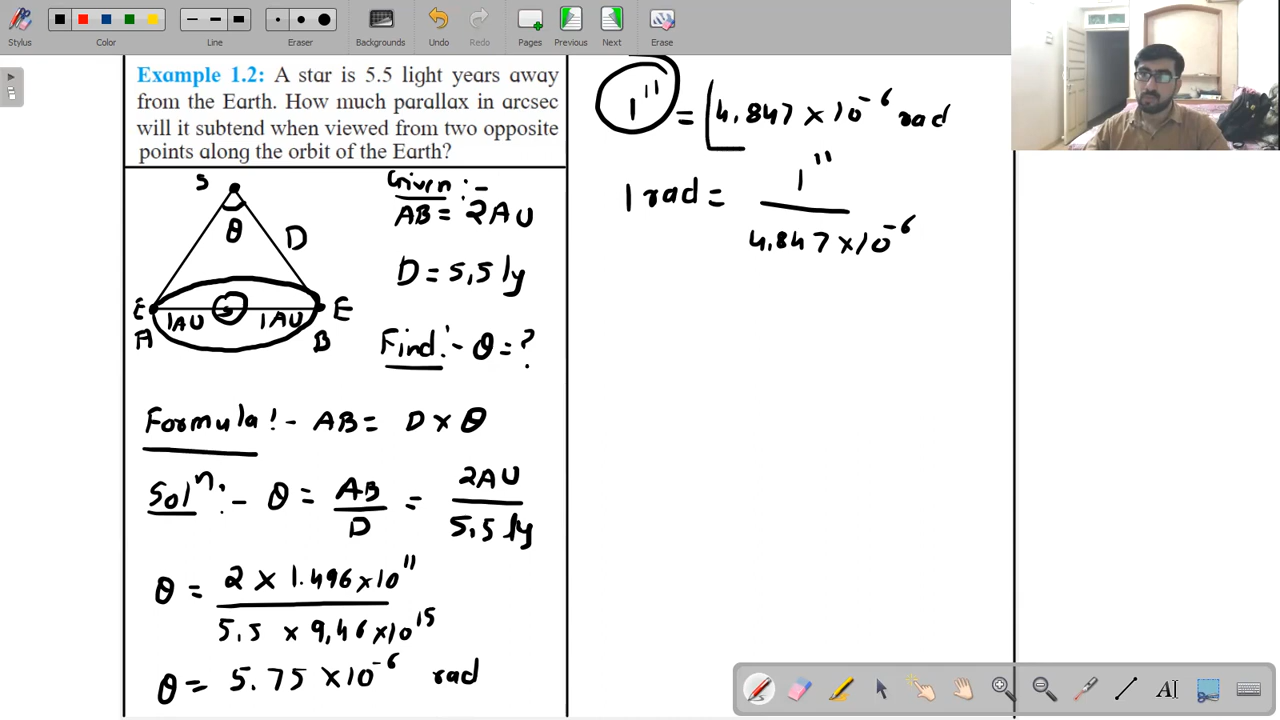 Stylus
Color
Line
Eraser
Backgrounds
Undo
Redo
Pages
Previous
Next
Erase
Example 1.2: A star is 5.5 light years away
from the Earth. How much parallax in arcsec
will it subtend when viewed from two opposite
points along the orbit of the Earth?
S
θ
D
E
S
E
1AU
1AU
A
B
Given :-
AB = 2AU
D = 5.5 ly
Find :- θ = ?
Formula :- AB = D × θ
Solⁿ :- θ = AB/D = 2AU/5.5 ly
θ = 2 × 1.496×10¹¹ / 5.5 × 9.46×10¹⁵
θ = 5.75 ×10⁻⁶ rad
1'' = [4.847 × 10⁻⁶ rad
1 rad = 1'' / 4.847×10⁻⁶